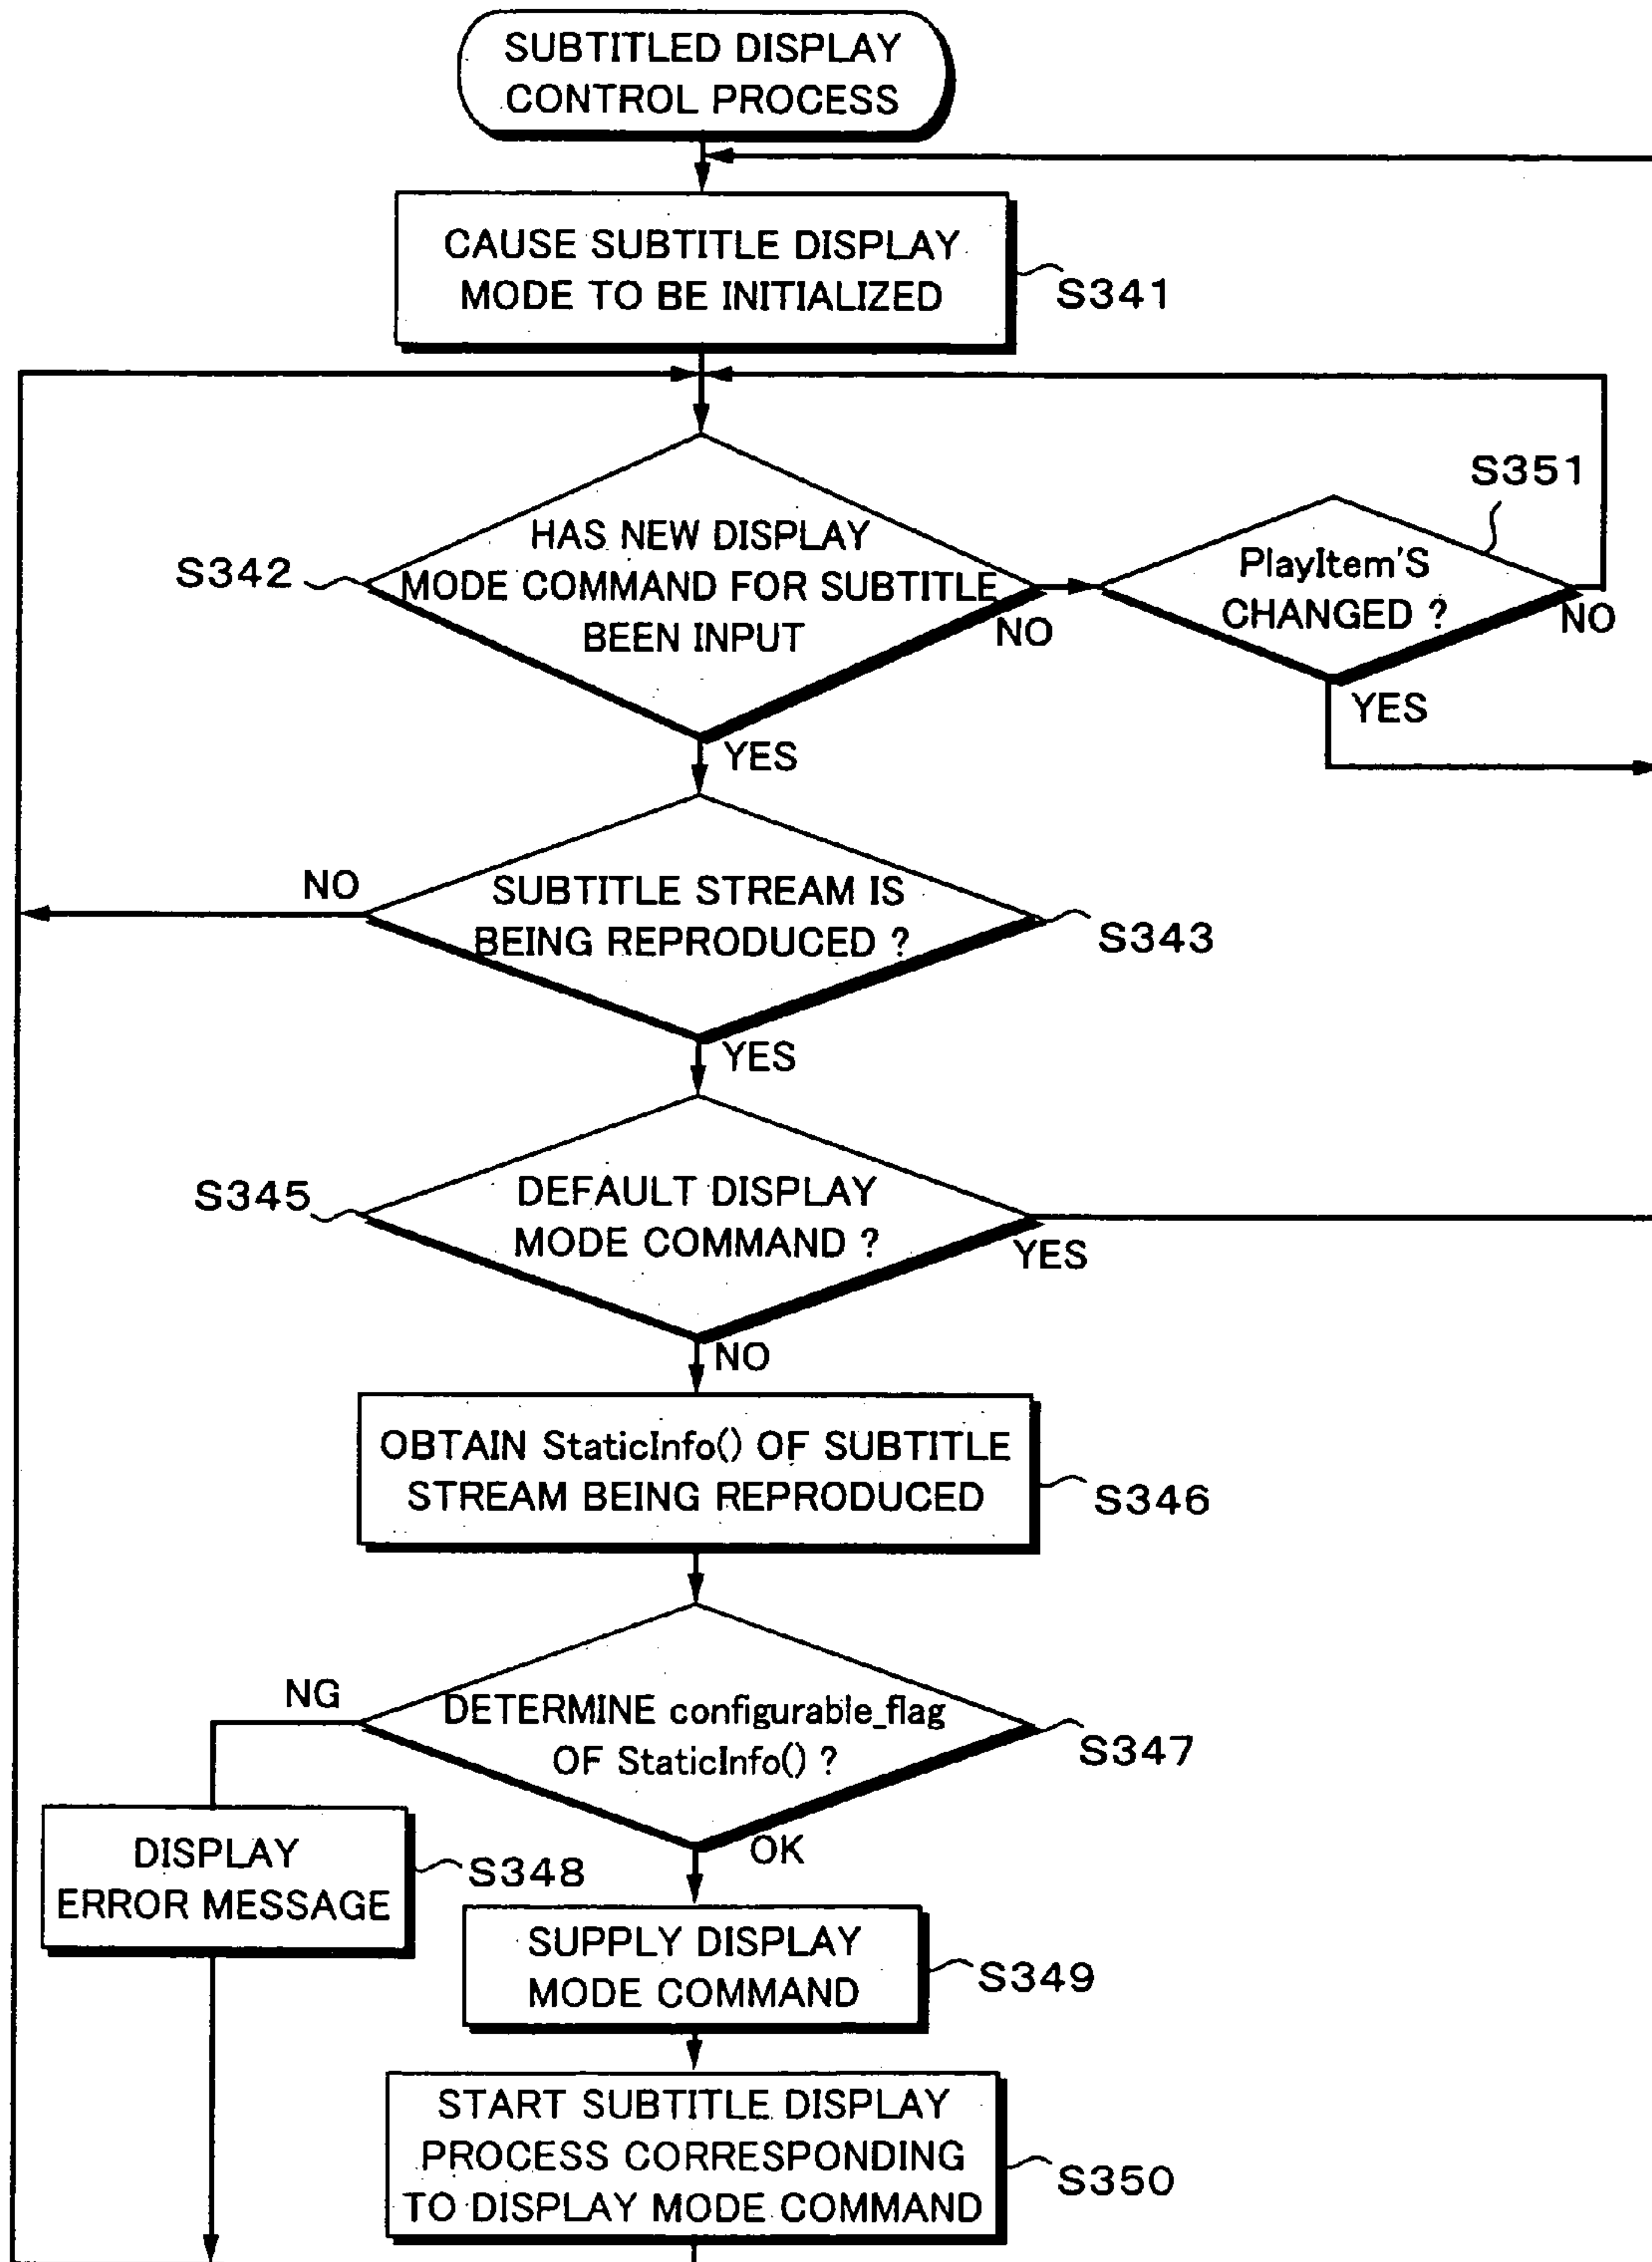 SUBTITLED DISPLAY
CONTROL PROCESS
CAUSE SUBTITLE DISPLAY
MODE TO BE INITIALIZED
S341
HAS NEW DISPLAY
MODE COMMAND FOR SUBTITLE
BEEN INPUT
S342
NO
YES
S351
PlayItem'S
CHANGED ?
NO
YES
SUBTITLE STREAM IS
BEING REPRODUCED ?
S343
NO
YES
DEFAULT DISPLAY
MODE COMMAND ?
S345
YES
NO
OBTAIN StaticInfo() OF SUBTITLE
STREAM BEING REPRODUCED
S346
DETERMINE configurable_flag
OF StaticInfo() ?
S347
NG
OK
DISPLAY
ERROR MESSAGE
S348
SUPPLY DISPLAY
MODE COMMAND
S349
START SUBTITLE DISPLAY
PROCESS CORRESPONDING
TO DISPLAY MODE COMMAND
S350